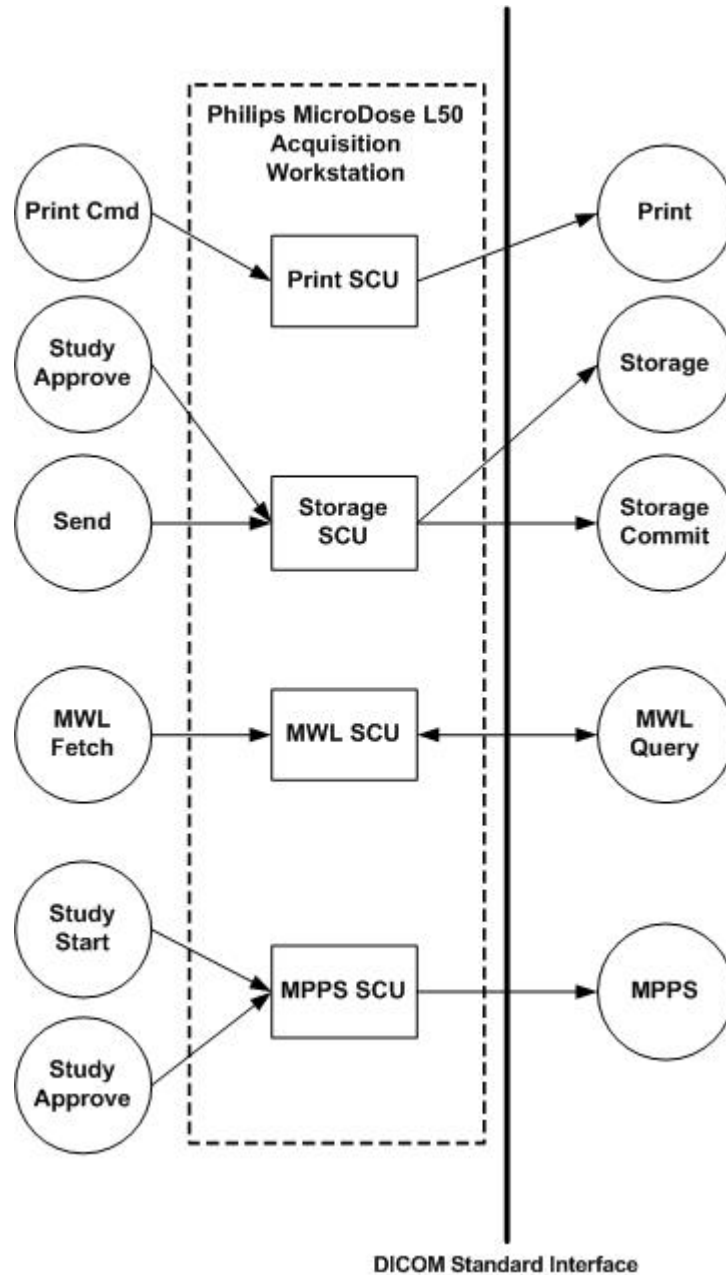 Philips MicroDose L50
Acquisition
Workstation
Print Cmd
Print SCU
Print
Study
Approve
Storage
Send
Storage
SCU
Storage
Commit
MWL
Fetch
MWL SCU
MWL
Query
Study
Start
MPPS SCU
MPPS
Study
Approve
DICOM Standard Interface